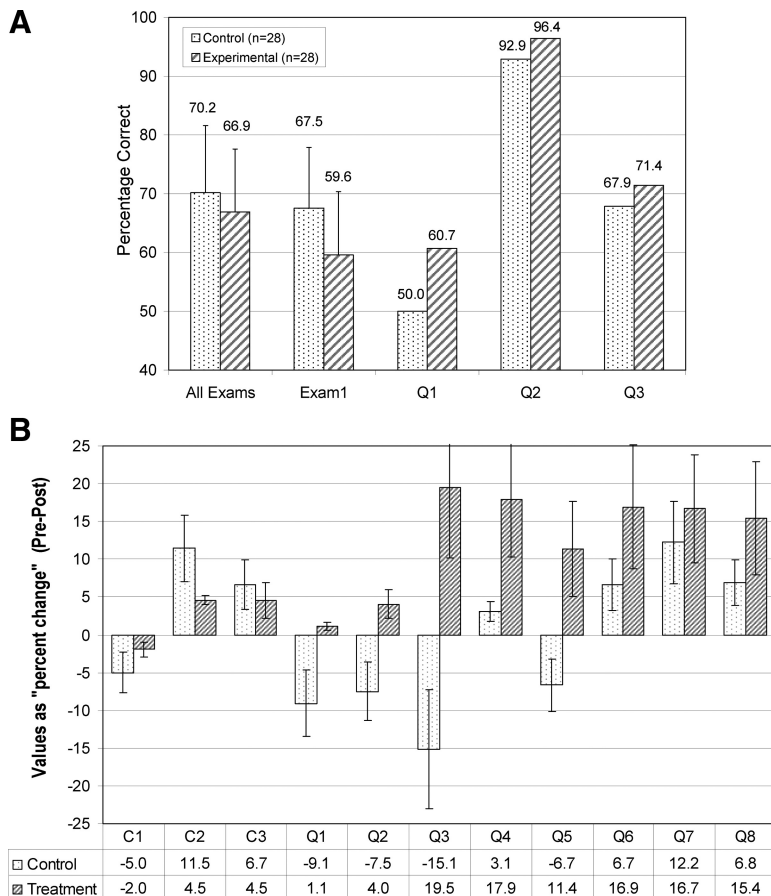 A
Percentage Correct
100
90
80
70
60
50
40
Control (n=28)
Experimental (n=28)
70.2
66.9
67.5
59.6
50.0
60.7
92.9
96.4
67.9
71.4
All Exams Exam1 Q1 Q2 Q3
B
Values as "percent change" (Pre-Post)
25
20
15
10
5
0
-5
-10
-15
-20
-25
C1 C2 C3 Q1 Q2 Q3 Q4 Q5 Q6 Q7 Q8
Control -5.0 11.5 6.7 -9.1 -7.5 -15.1 3.1 -6.7 6.7 12.2 6.8
Treatment -2.0 4.5 4.5 1.1 4.0 19.5 17.9 11.4 16.9 16.7 15.4